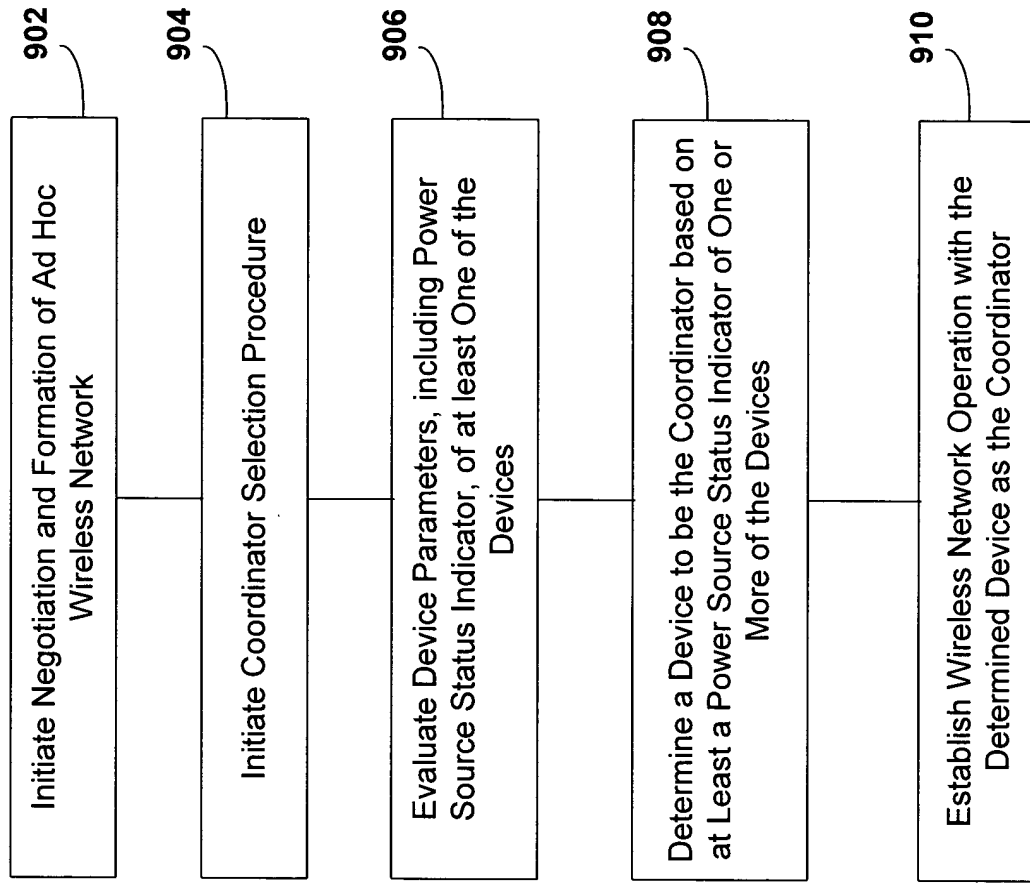 902
Initiate Negotiation and Formation of Ad Hoc
Wireless Network
904
Initiate Coordinator Selection Procedure
906
Evaluate Device Parameters, including Power
Source Status Indicator, of at least One of the
Devices
908
Determine a Device to be the Coordinator based on
at Least a Power Source Status Indicator of One or
More of the Devices
910
Establish Wireless Network Operation with the
Determined Device as the Coordinator